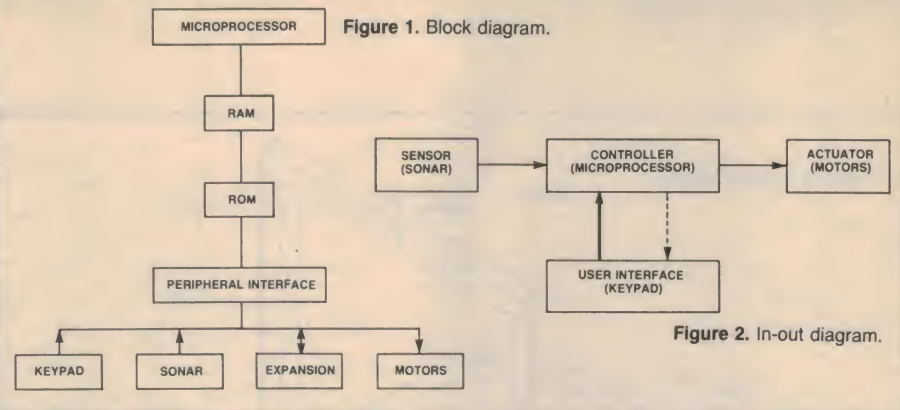 MICROPROCESSOR
Figure 1. Block diagram.
RAM
ROM
PERIPHERAL INTERFACE
KEYPAD
SONAR
EXPANSION
MOTORS
SENSOR
(SONAR)
CONTROLLER
(MICROPROCESSOR)
ACTUATOR
(MOTORS)
USER INTERFACE
(KEYPAD)
Figure 2. In-out diagram.